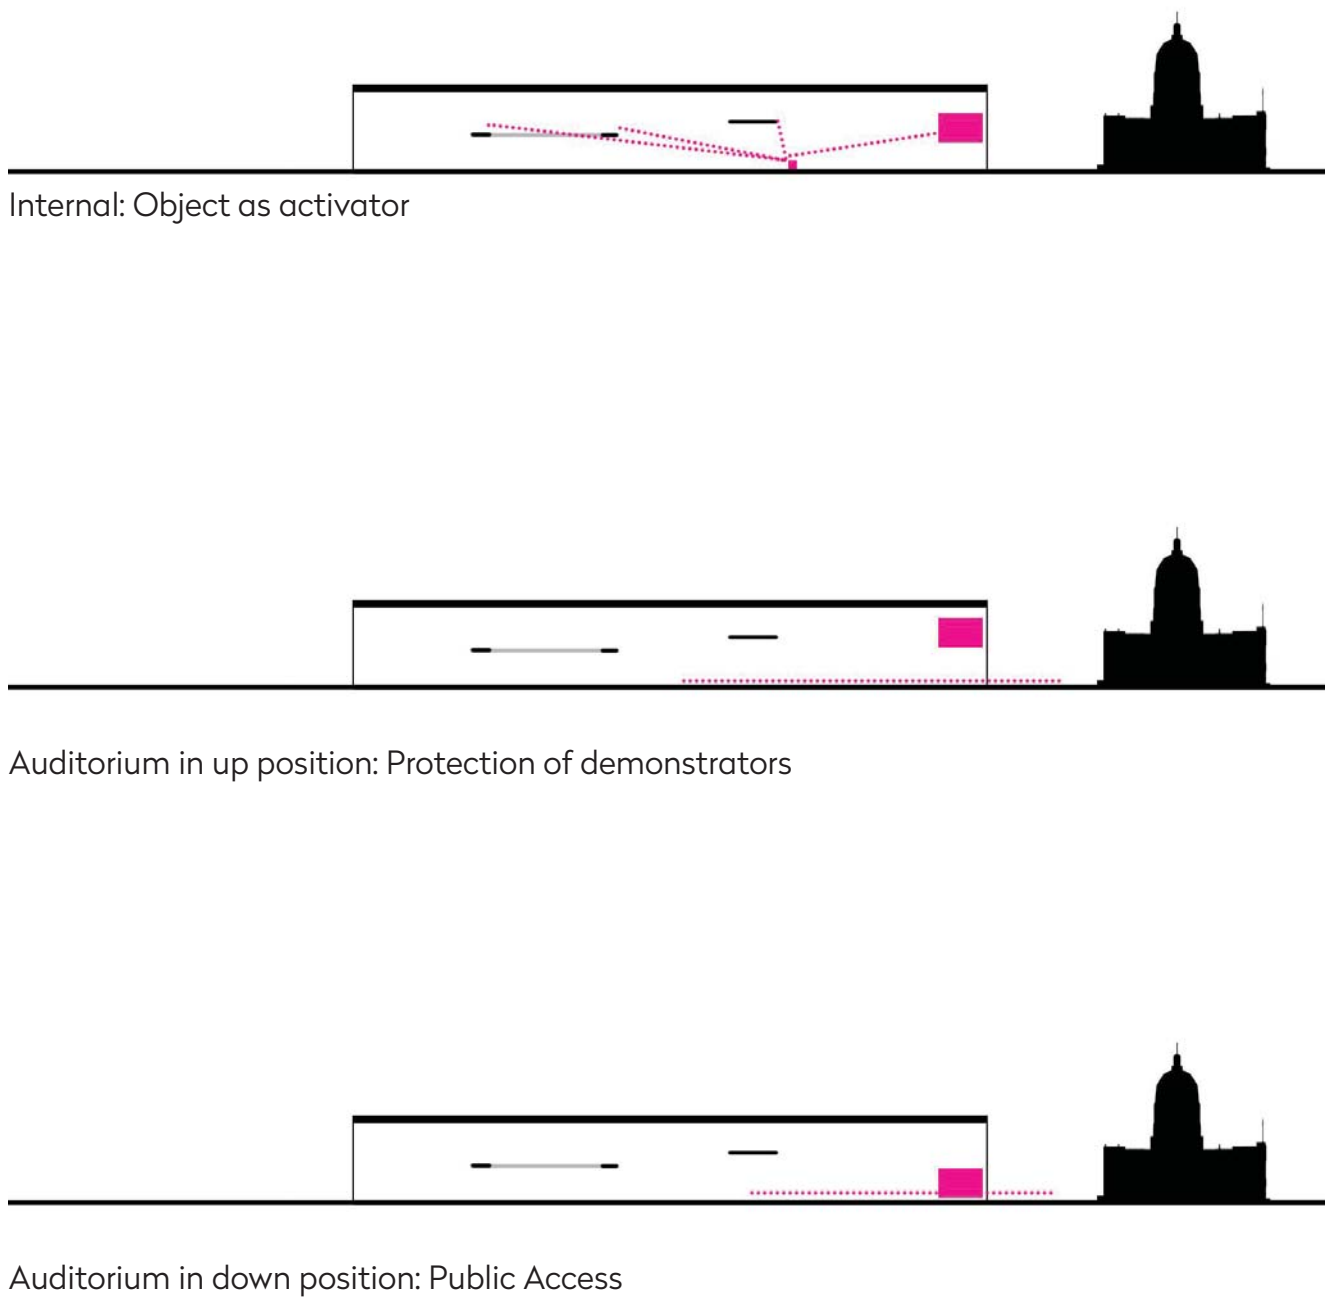 Internal: Object as activator
Auditorium in up position: Protection of demonstrators
Auditorium in down position: Public Access